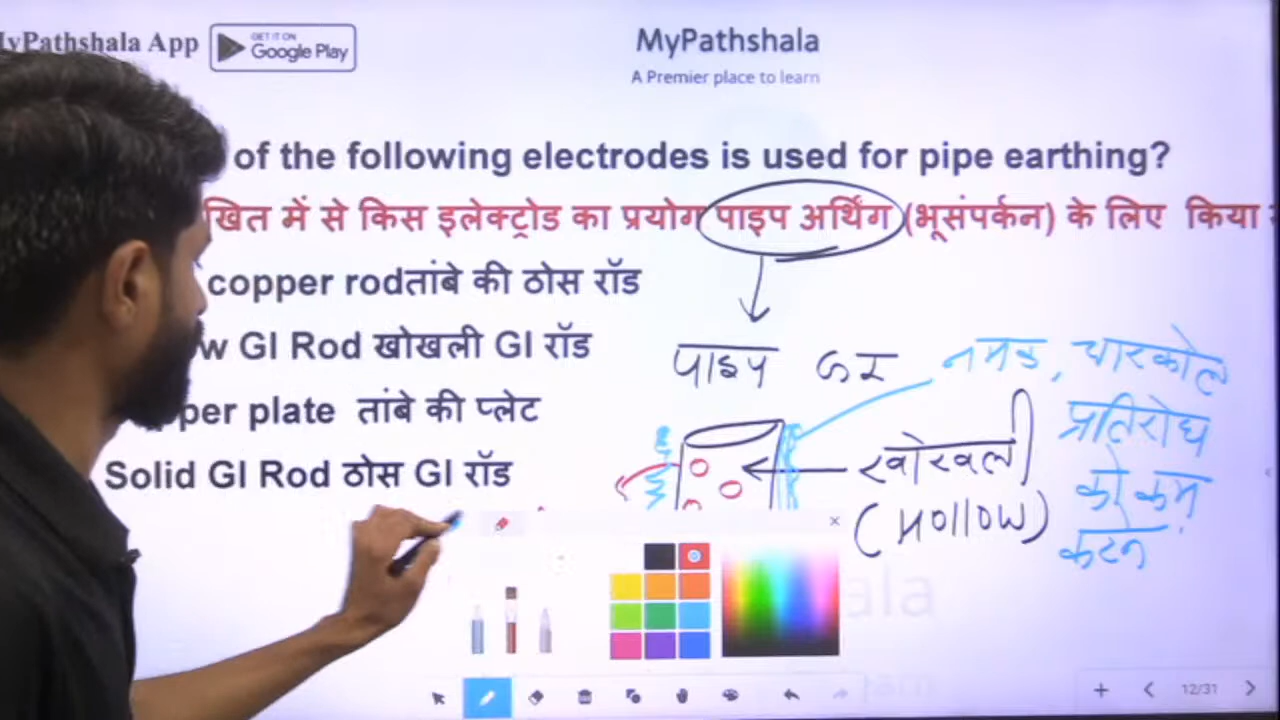 MyPathshala App
GET IT ON
Google Play
MyPathshala
A Premier place to learn
of the following electrodes is used for pipe earthing?
खित में से किस इलेक्ट्रोड का प्रयोग पाइप अर्थिंग (भूसंपर्कन) के लिए किया
copper rodतांबे की ठोस रॉड
w GI Rod खोखली GI रॉड
per plate तांबे की प्लेट
Solid GI Rod ठोस GI रॉड
पाइप
नमक, चारकोल
प्रतिरोध
को कम
खोखली
(Hollow)
ala
earn
12/31